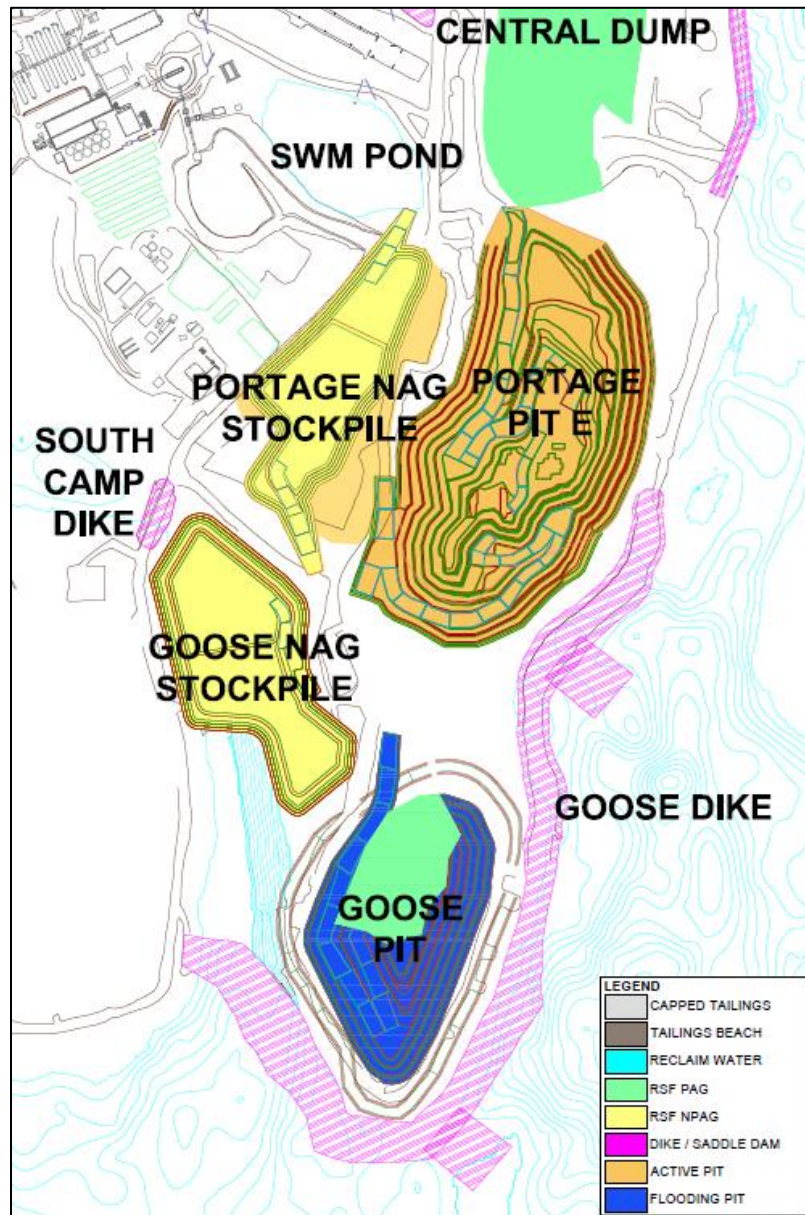 CENTRAL DUMP
SWM POND
PORTAGE NAG
STOCKPILE
PORTAGE
PIT E
SOUTH
CAMP
DIKE
GOOSE NAG
STOCKPILE
GOOSE DIKE
GOOSE
PIT
LEGEND
CAPPED TAILINGS
TAILINGS BEACH
RECLAIM WATER
RSF PAG
RSF NPAG
DIKE / SADDLE DAM
ACTIVE PIT
FLOODING PIT